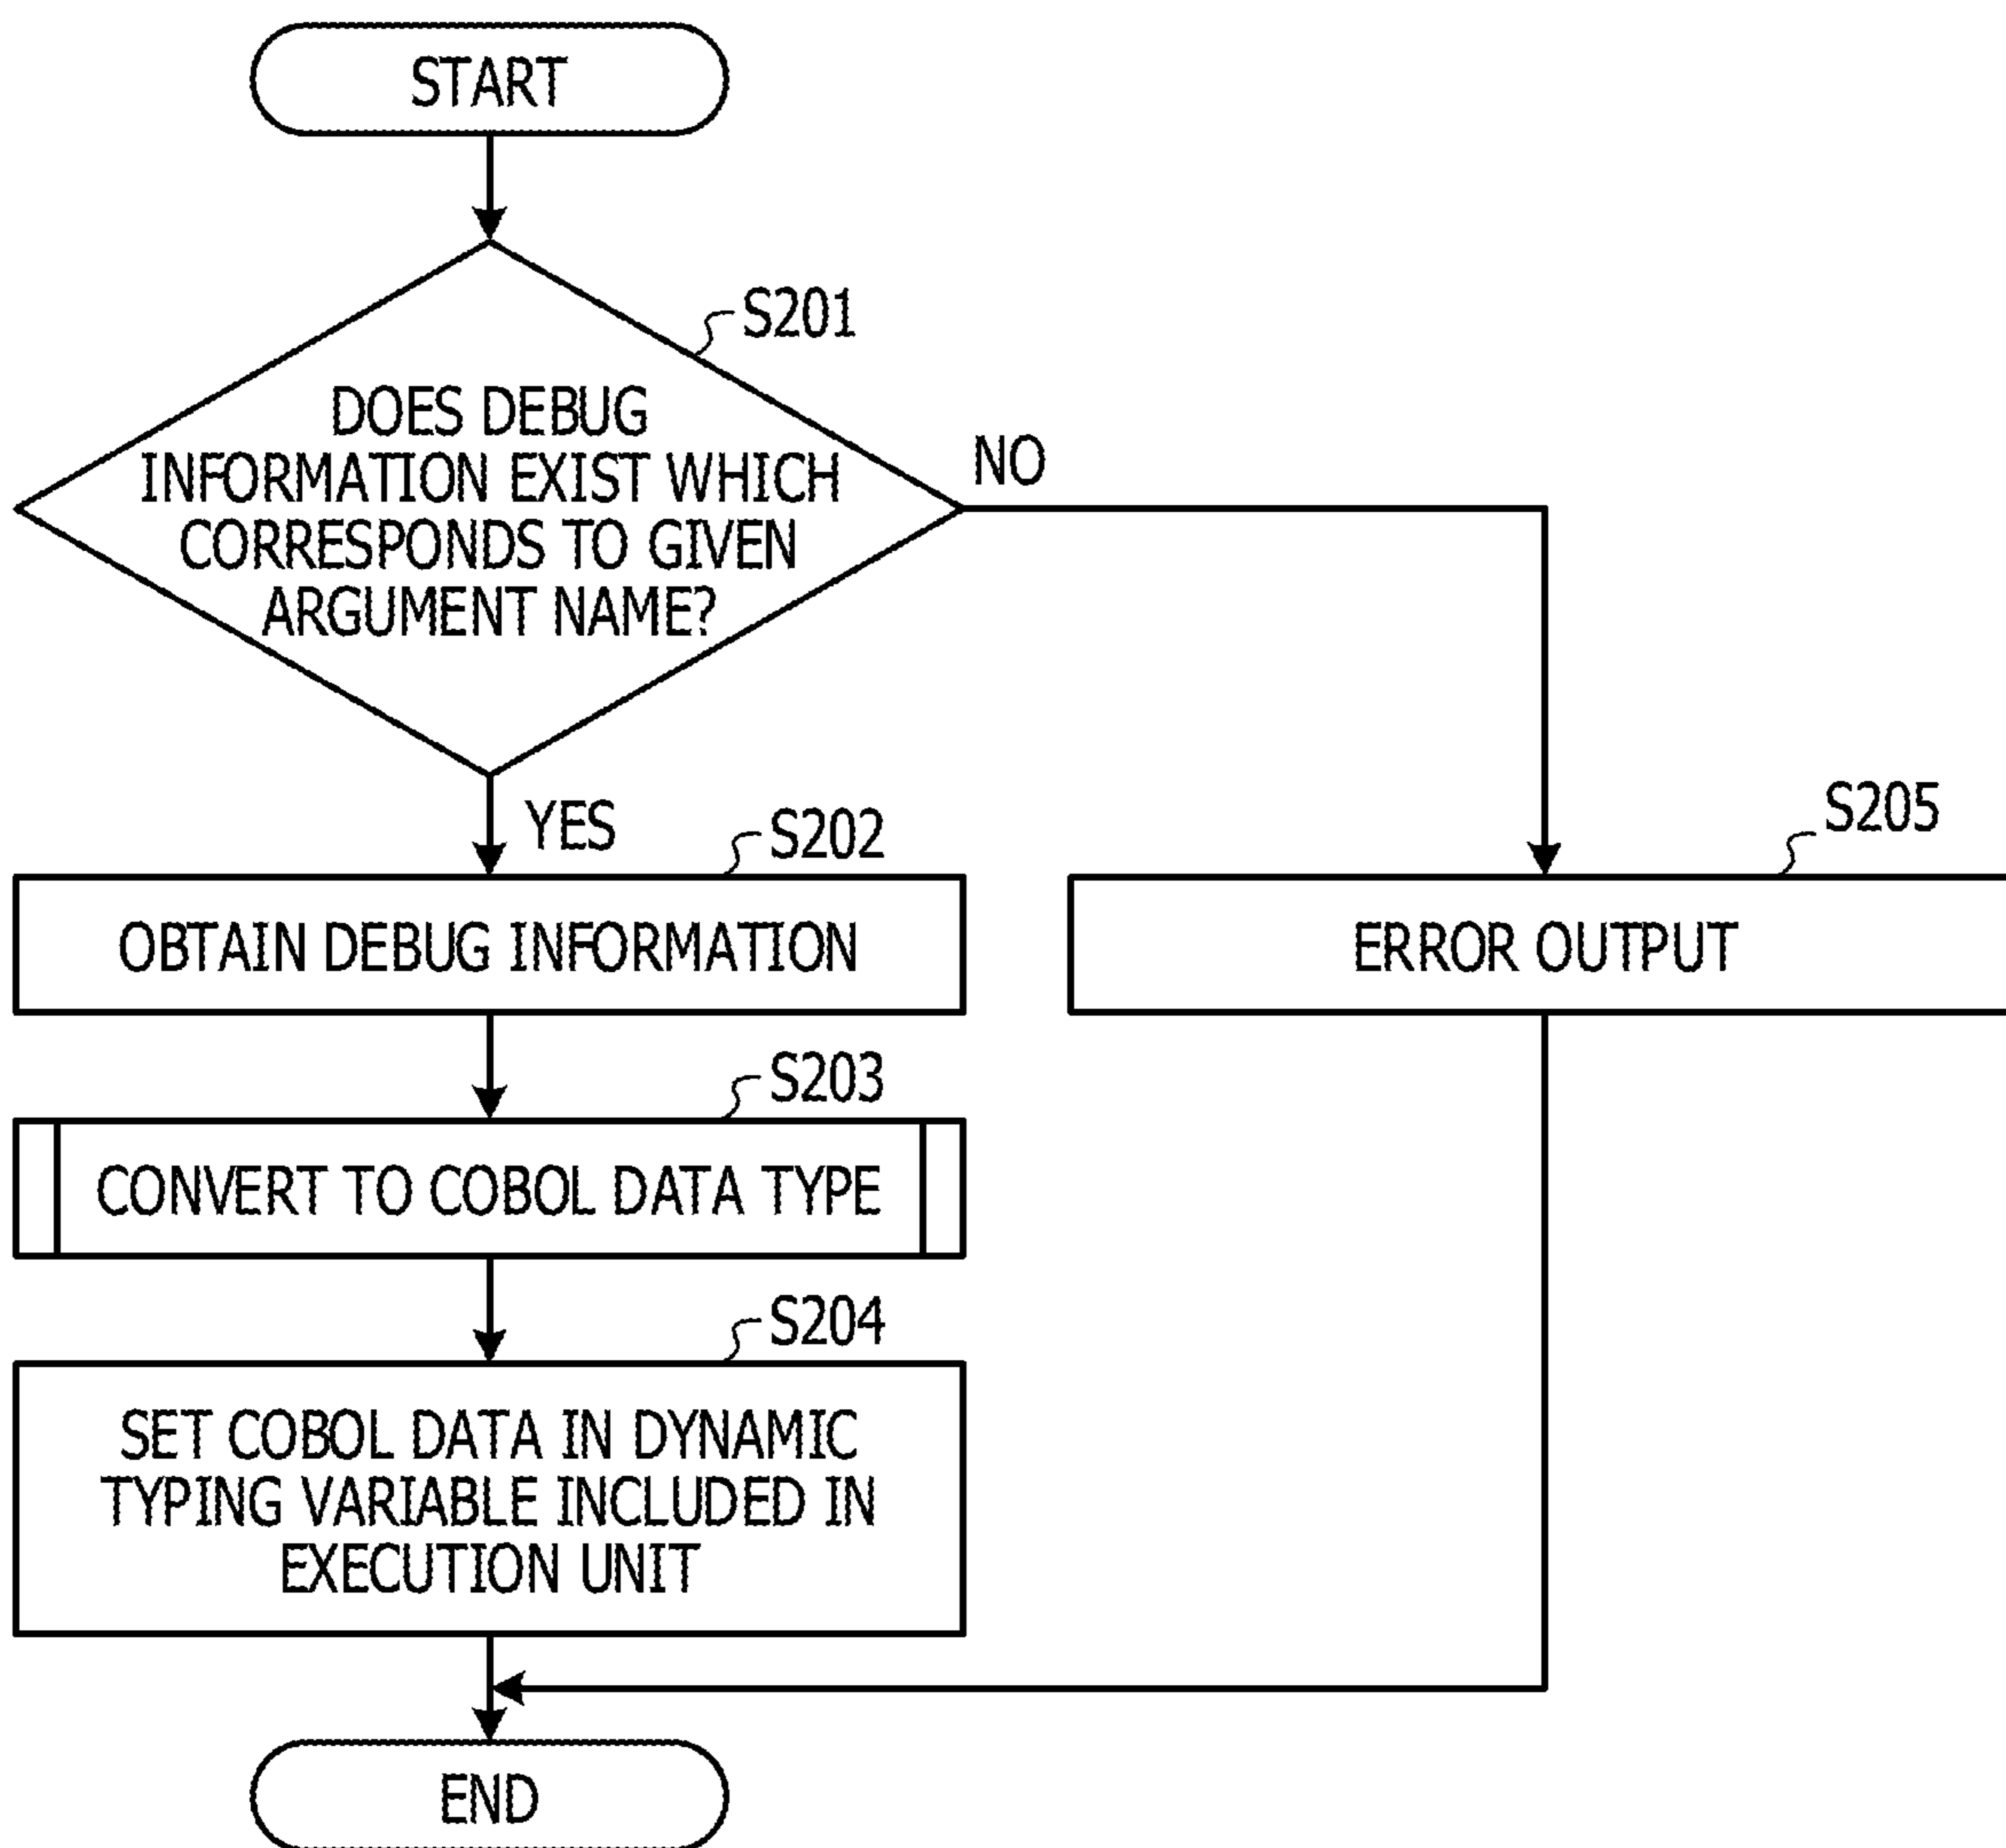 START
S201
DOES DEBUG
INFORMATION EXIST WHICH
CORRESPONDS TO GIVEN
ARGUMENT NAME?
NO
YES
S202
OBTAIN DEBUG INFORMATION
S205
ERROR OUTPUT
S203
CONVERT TO COBOL DATA TYPE
S204
SET COBOL DATA IN DYNAMIC
TYPING VARIABLE INCLUDED IN
EXECUTION UNIT
END